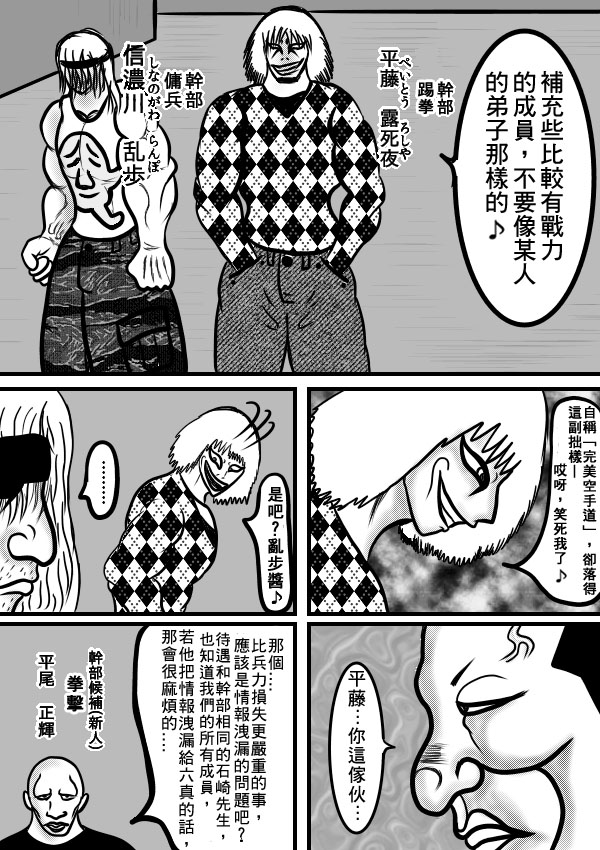 補充些比較有戰力
的成員，不要像某人
的弟子那樣的♪
幹部
踢拳
平藤　露死夜
べいとう　ろしや
幹部
傭兵
信濃川　乱歩
しなのがわ　らんぽ
自稱「完美空手道」，卻落得
這副拙樣—
哎呀，笑死我了♪
是吧？亂步醬♪
………
平藤…你這傢伙…
那個……
比兵力損失更嚴重的事，
應該是情報洩漏的問題吧？
待遇和幹部相同的石崎先生，
也知道我們的所有成員，
若他把情報洩漏給六真的話，
那會很麻煩的……
幹部候補(新人)
拳擊
平尾　正輝